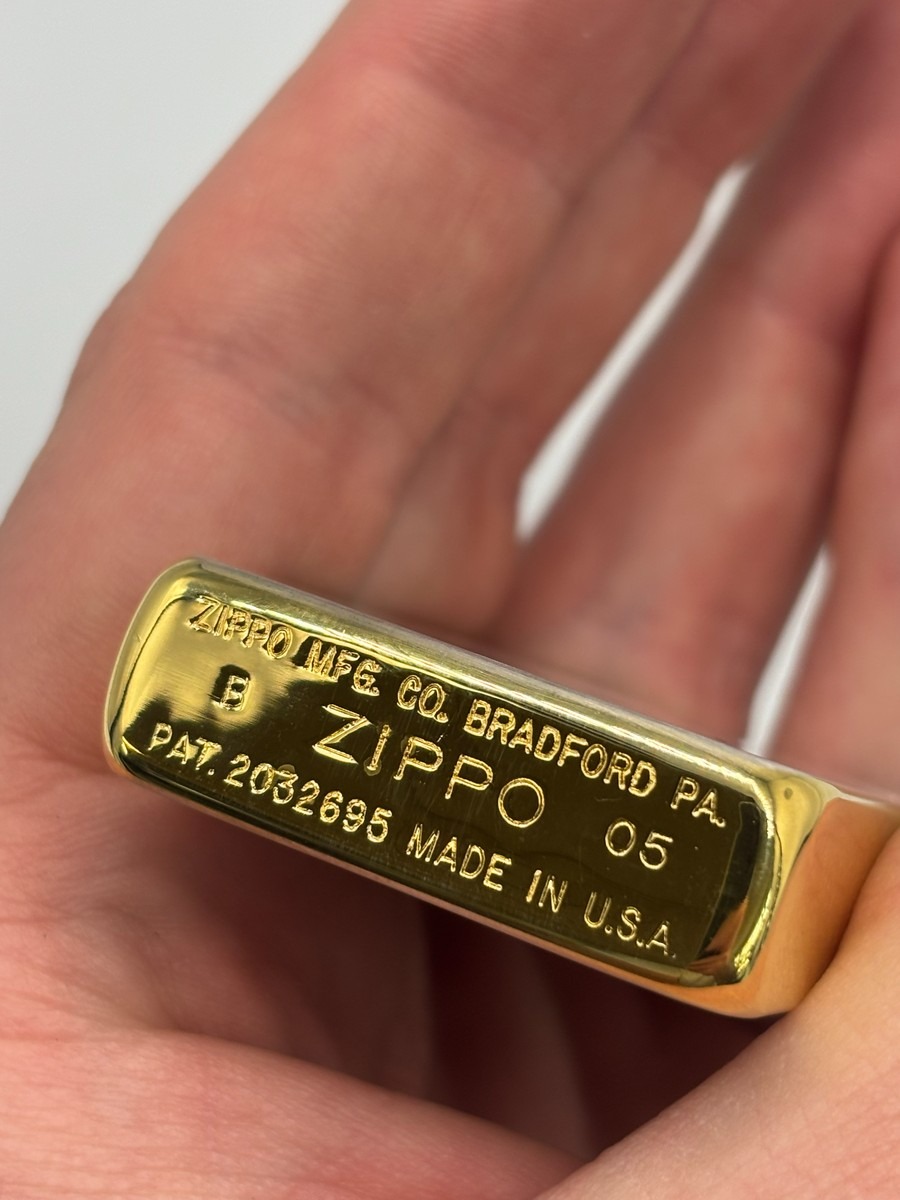 ZIPPO MFG. CO. BRADFORD PA.
B ZIPPO 05
PAT. 2032695 MADE IN U.S.A.